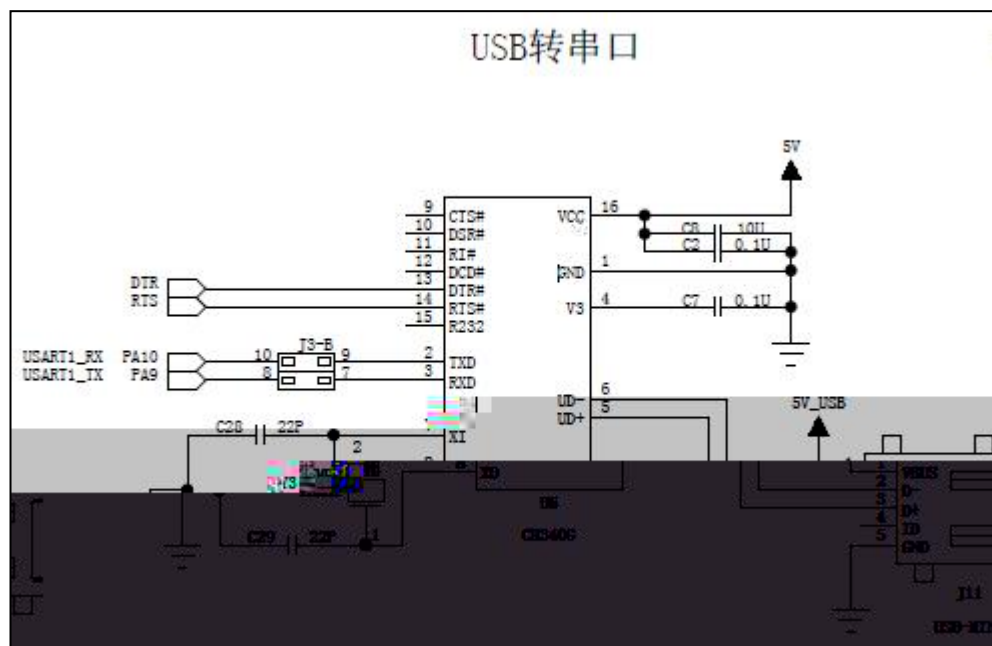 USB转串口
5V
9 CTS# VCC 16
10 DSR# C8 10U
11 RI# C2 0.1U
12 DCD# GND 1
DTR 13 DTR#
RTS 14 RTS# V3 4 C7 0.1U
15 R232
J3-B
USART1_RX PA10 10 9 2 TXD
USART1_TX PA9 8 7 3 RXD
UD- 6
UD+ 5
5V_USB
C28 22P XI
2
XO
1 VBUS
2 D-
3 D+
4 ID
5 GND
C29 22P 1
CH340G
J11